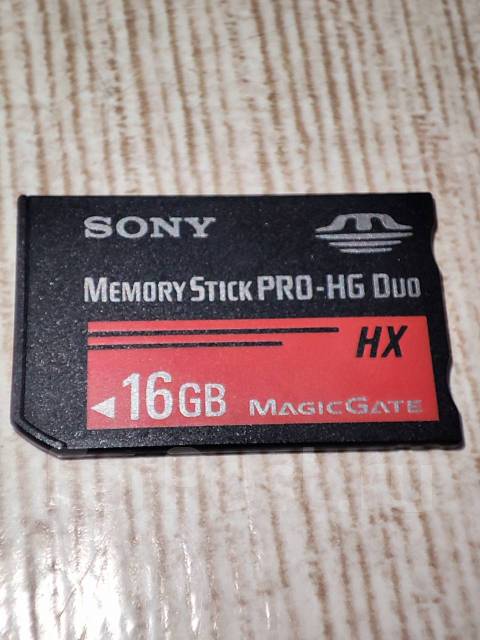 SONY
MEMORY STICK PRO-HG DUO
HX
16GB MAGICGATE